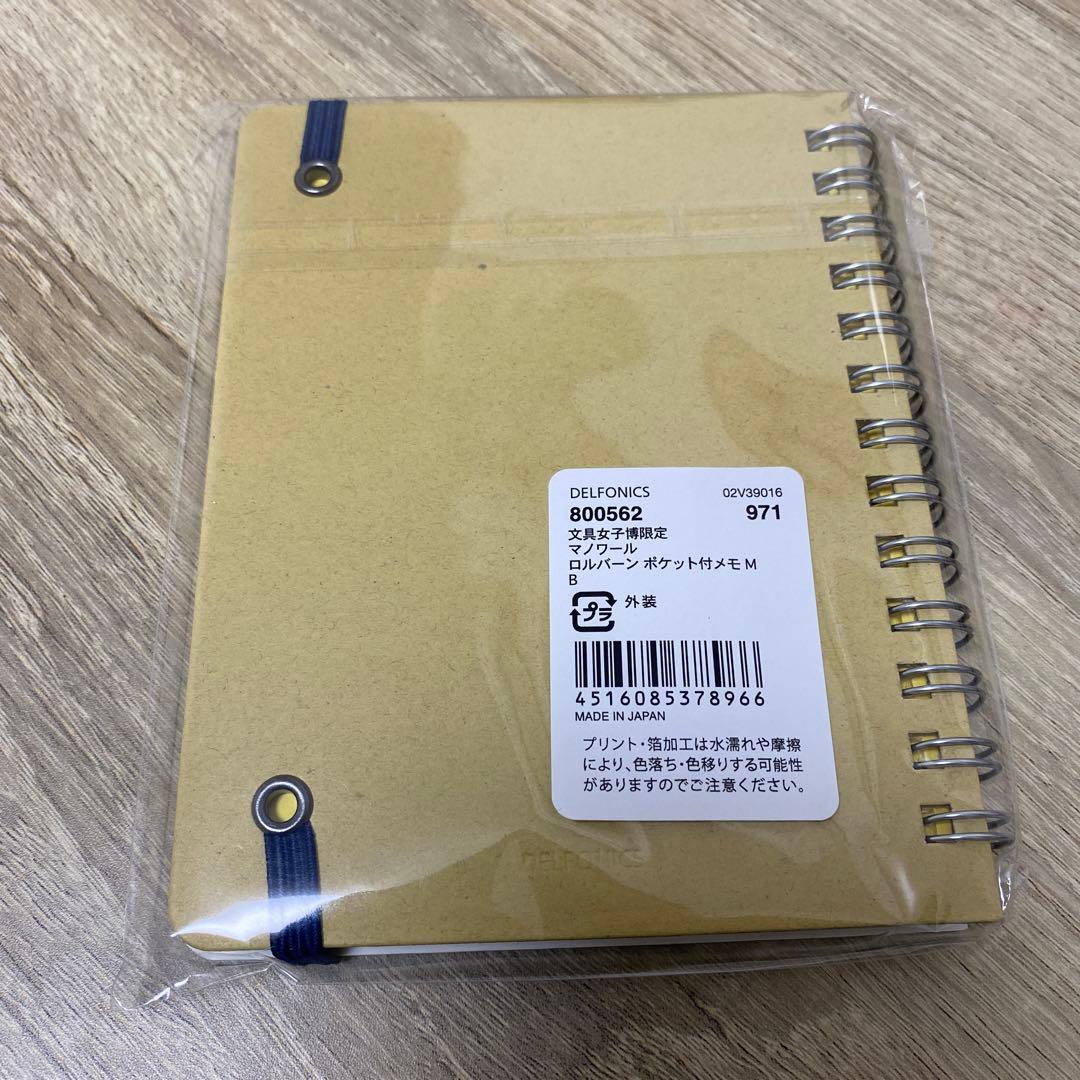 DELFONICS 02V39016
800562 971
文具女子博限定
マノワール
ロルバーン ポケット付メモ M
B
プラ 外装
4516085378966
MADE IN JAPAN
プリント・箔加工は水濡れや摩擦
により、色落ち・色移りする可能性
がありますのでご注意ください。
DELFONICS